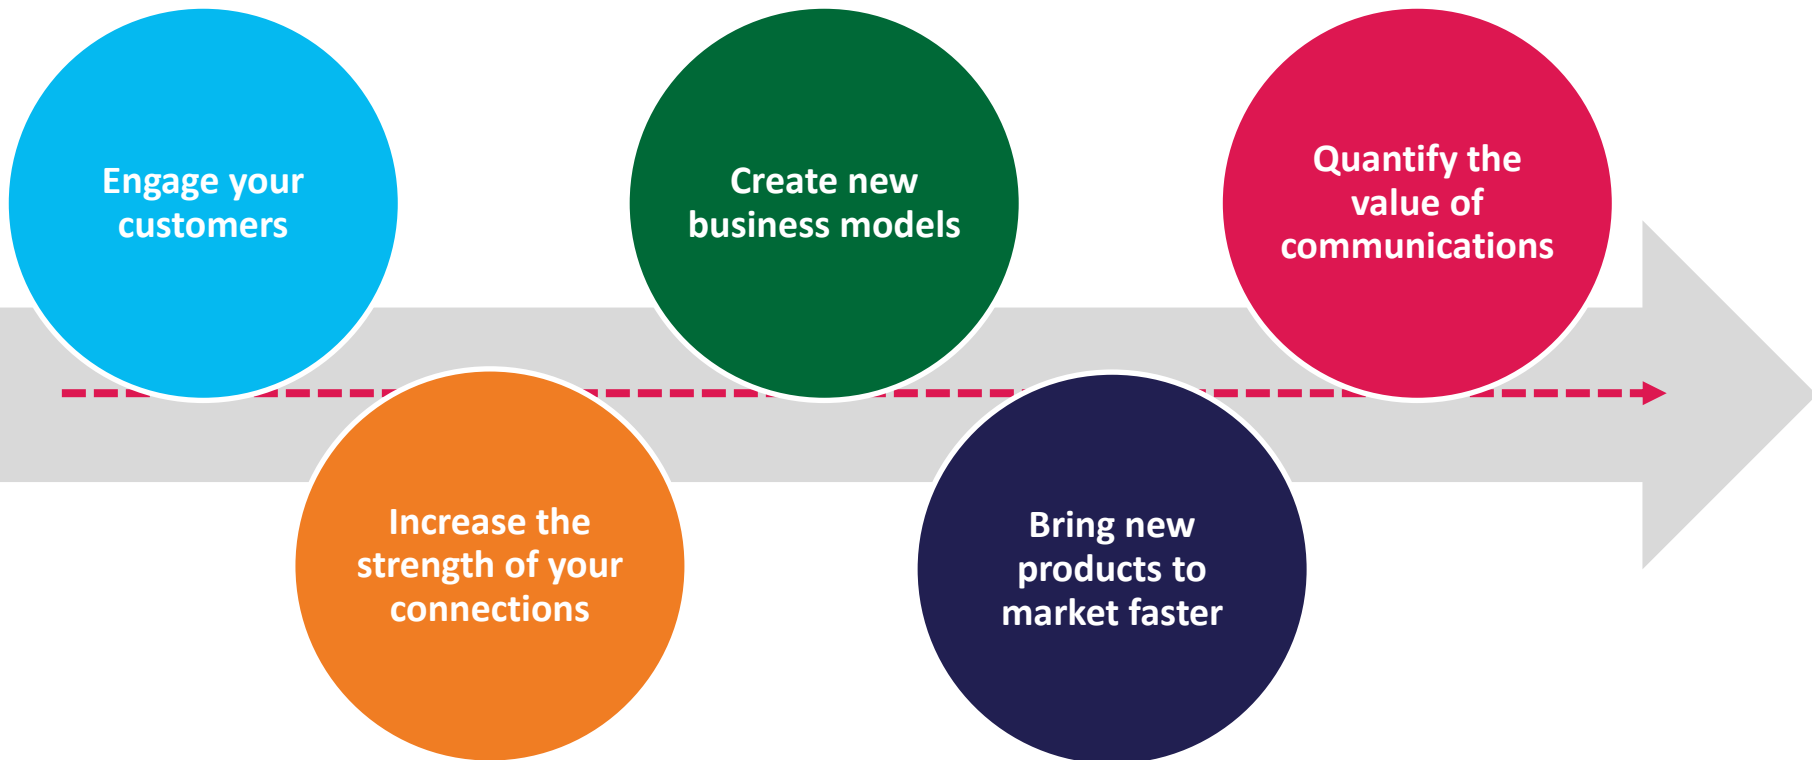 Engage your
customers
Increase the
strength of your
connections
Create new
business models
Bring new
products to
market faster
Quantify the
value of
communications